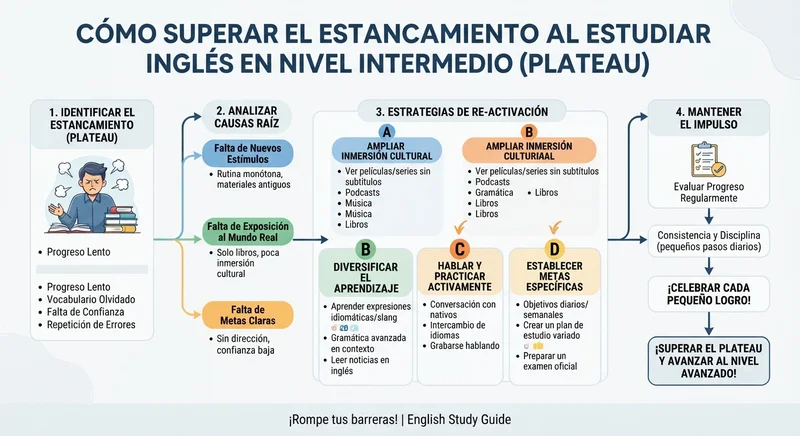 CÓMO SUPERAR EL ESTANCAMIENTO AL ESTUDIAR
INGLÉS EN NIVEL INTERMEDIO (PLATEAU)
1. IDENTIFICAR EL
ESTANCAMIENTO
(PLATEAU)
• Progreso Lento
• Progreso Lento
• Vocabulario Olvidado
• Falta de Confianza
• Repetición de Errores
2. ANALIZAR
CAUSAS RAÍZ
Falta de Nuevos
Estímulos
• Rutina monótona,
materiales antiguos
Falta de Exposición
al Mundo Real
• Solo libros, poca
inmersión
cultural
Falta de
Metas Claras
• Sin dirección,
confianza baja
3. ESTRATEGIAS DE RE-ACTIVACIÓN
A
AMPLIAR
INMERSIÓN CULTURAL
• Ver películas/series sin
subtítulos
• Podcasts
• Música
• Música
• Libros
B
AMPLIAR INMERSIÓN
CULTURIAAL
• Ver películas/series sin subtítulos
• Podcasts
• Gramática • Libros
• Libros
• Libros
B
DIVERSIFICAR
EL
APRENDIZAJE
• Aprender expresiones
idiomáticas/slang
• Gramática avanzada
en contexto
• Leer noticias en
inglés
C
HABLAR Y
PRACTICAR
ACTIVAMENTE
• Conversación con
nativos
• Intercambio de
idiomas
• Grabarse hablando
D
ESTABLECER
METAS
ESPECÍFICAS
• Objetivos diarios/
semanales
• Crear un plan de
estudio variado
• Preparar un
examen oficial
4. MANTENER
EL IMPULSO
Evaluar Progreso
Regularmente
Consistencia y Disciplina
(pequeños pasos diarios)
¡CELEBRAR CADA
PEQUEÑO LOGRO!
¡SUPERAR EL PLATEAU
Y AVANZAR AL NIVEL
AVANZADO!
¡Rompe tus barreras! | English Study Guide